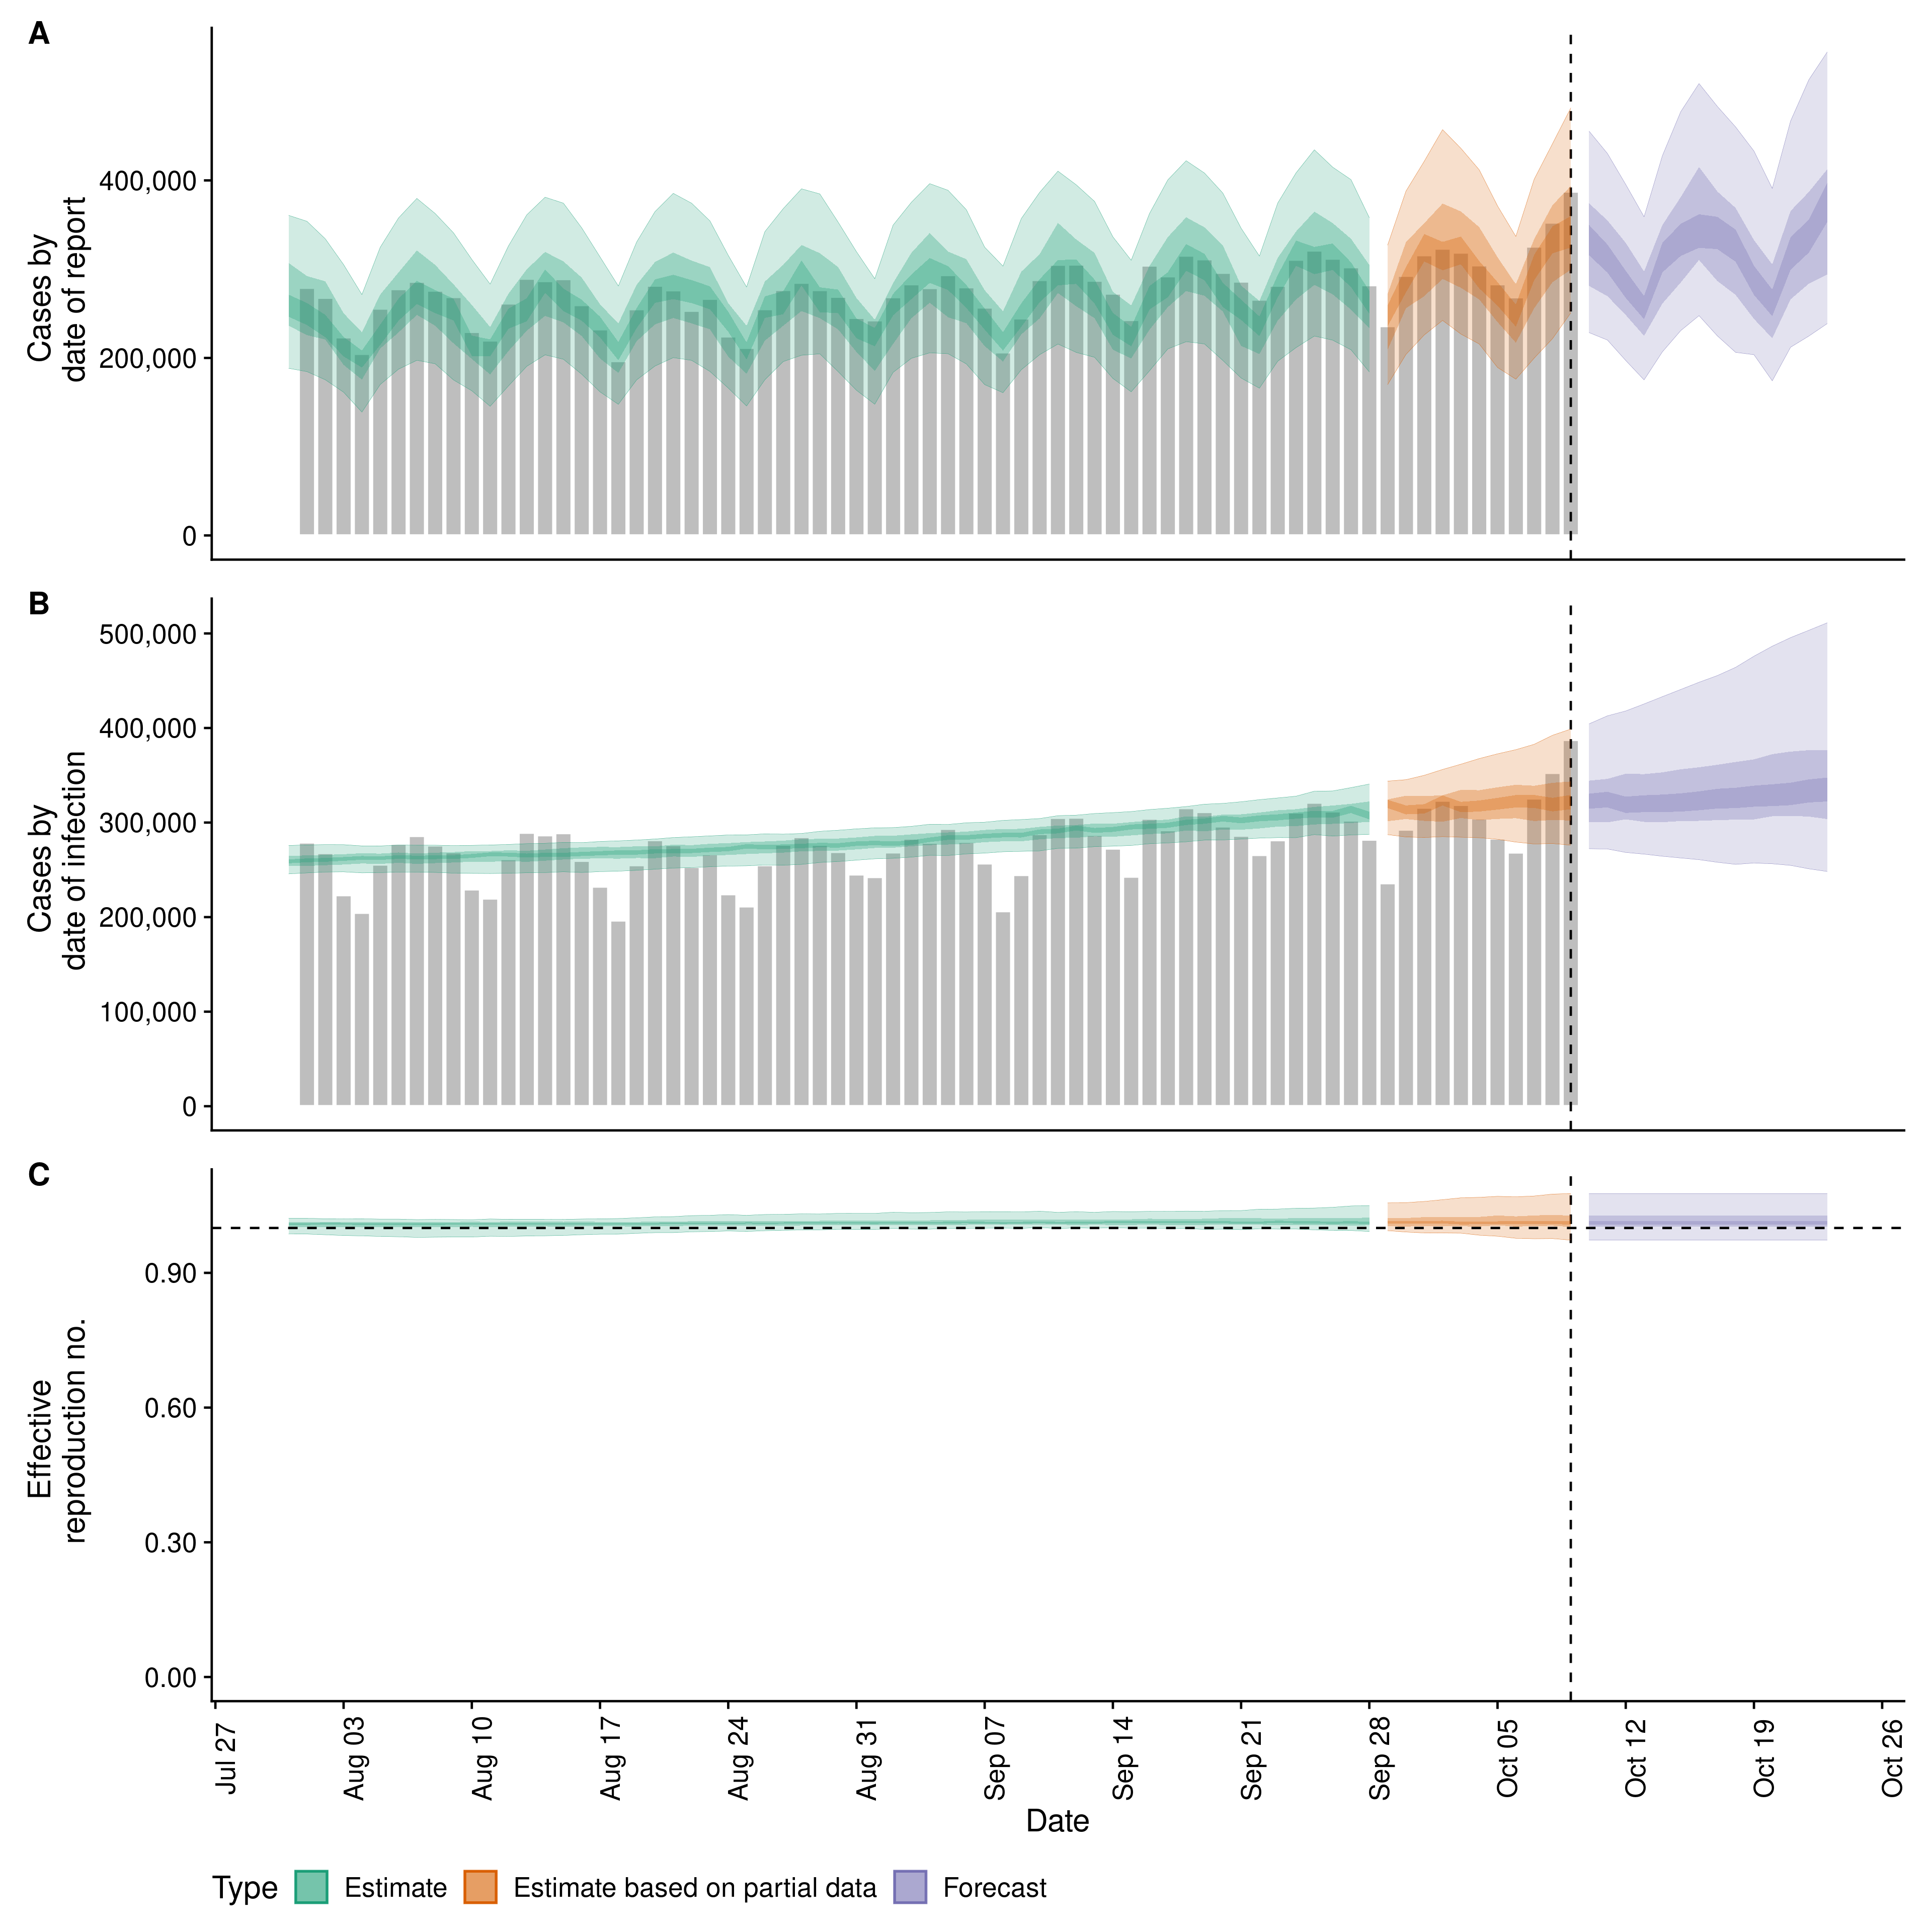 A
Cases by
date of report
400,000
200,000
0
B
Cases by
date of infection
500,000
400,000
300,000
200,000
100,000
0
C
Effective
reproduction no.
0.90
0.60
0.30
0.00
Jul 27
Aug 03
Aug 10
Aug 17
Aug 24
Aug 31
Sep 07
Sep 14
Sep 21
Sep 28
Oct 05
Oct 12
Oct 19
Oct 26
Date
Type Estimate Estimate based on partial data Forecast